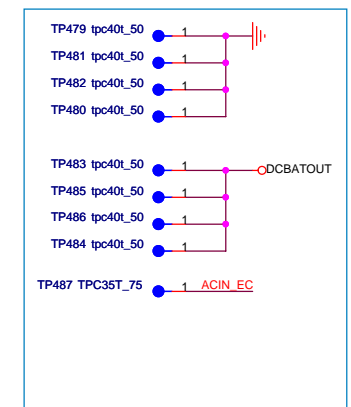 TP479 tpc40t_50 1
TP481 tpc40t_50 1
TP482 tpc40t_50 1
TP480 tpc40t_50 1
TP483 tpc40t_50 1 DCBATOUT
TP485 tpc40t_50 1
TP486 tpc40t_50 1
TP484 tpc40t_50 1
TP487 TPC35T_75 1 ACIN_EC